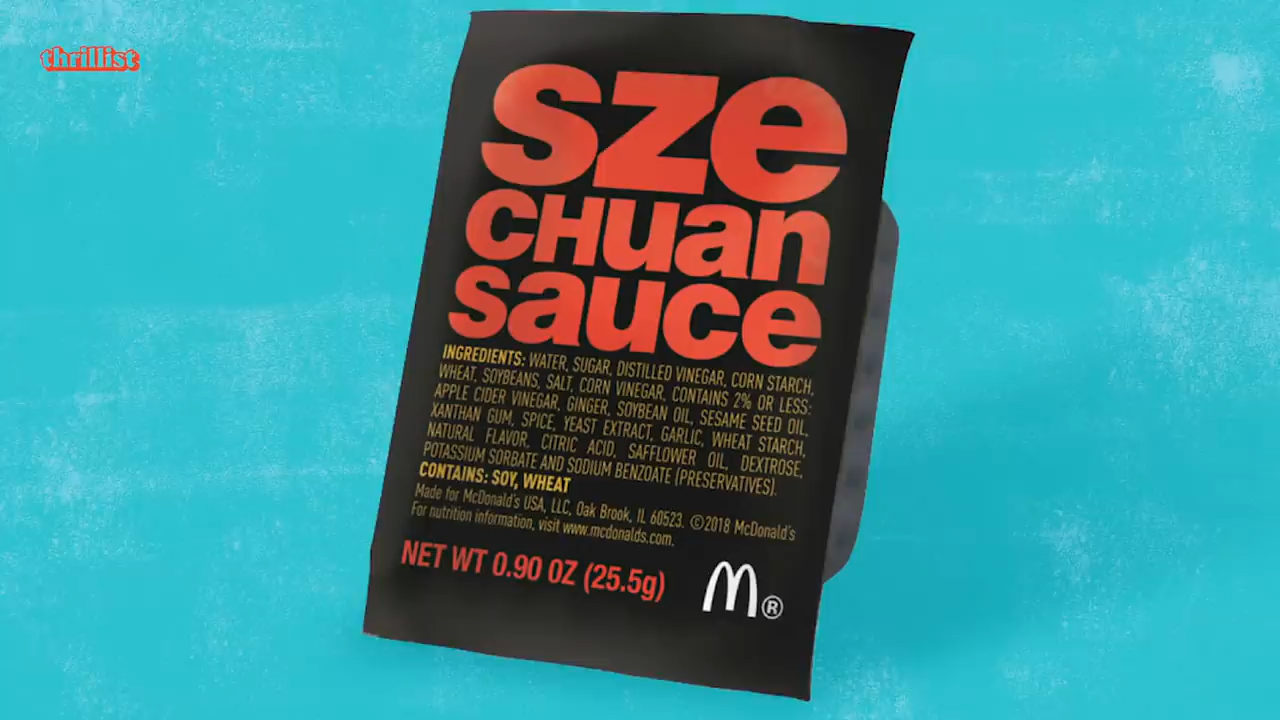 thrillist
sze
CHuan
sauce
INGREDIENTS: WATER, SUGAR, DISTILLED VINEGAR, CORN STARCH,
WHEAT, SOYBEANS, SALT, CORN VINEGAR, CONTAINS 2% OR LESS:
APPLE CIDER VINEGAR, GINGER, SOYBEAN OIL, SESAME SEED OIL,
XANTHAN GUM, SPICE, YEAST EXTRACT, GARLIC, WHEAT STARCH,
NATURAL FLAVOR, CITRIC ACID, SAFFLOWER OIL, DEXTROSE,
POTASSIUM SORBATE AND SODIUM BENZOATE (PRESERVATIVES).
CONTAINS: SOY, WHEAT
Made for McDonald's USA, LLC, Oak Brook, IL 60523. ©2018 McDonald's
For nutrition information, visit www.mcdonalds.com.
NET WT 0.90 OZ (25.5g)
M®